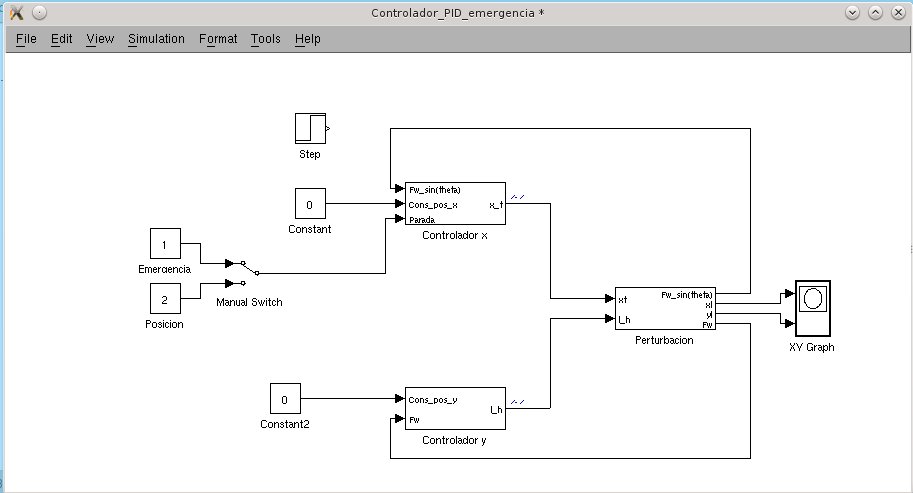 Controlador_PID_emergencia *
File Edit View Simulation Format Tools Help
Step
0
Constant
Fw_sin(theta)
Cons_pos_x
Parada
x_t
Controlador x
1
Emergencia
2
Posicion
Manual Switch
xt
l_h
Fw_sin(theta)
xl
yl
Fw
Perturbacion
XY Graph
0
Constant2
Cons_pos_y
Fw
l_h
Controlador y